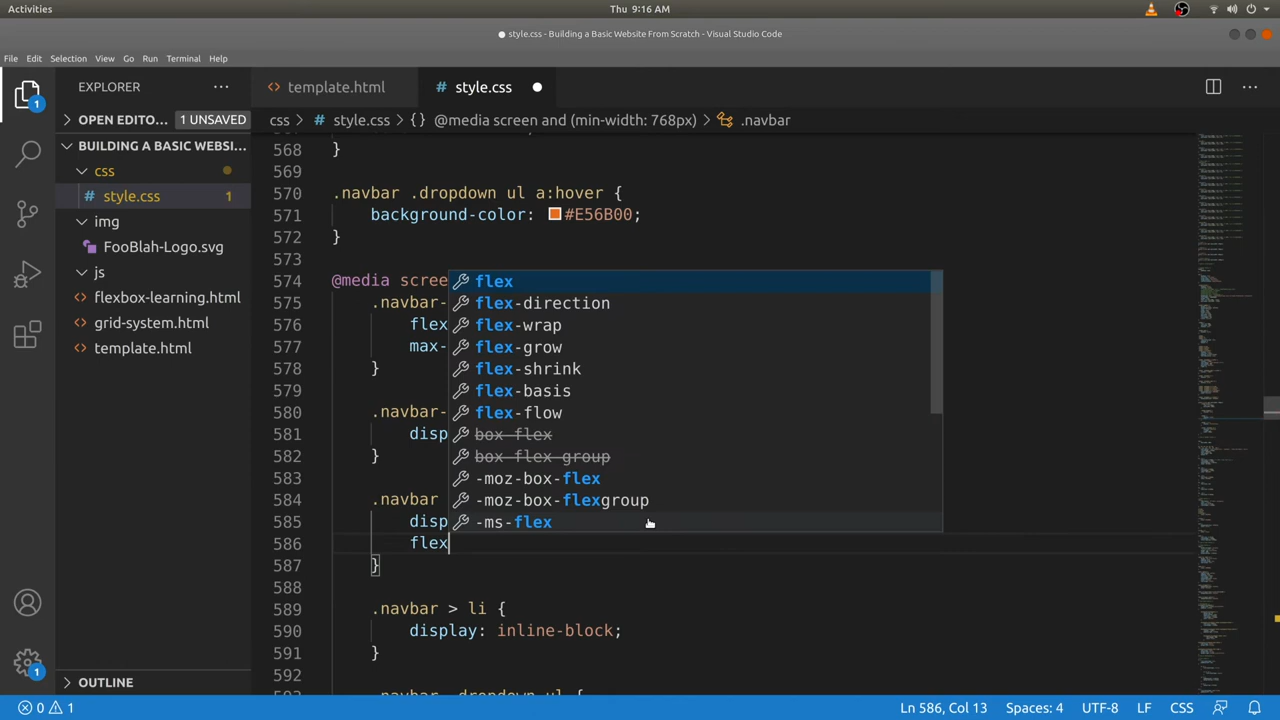 Activities
Thu 9:16 AM
style.css - Building a Basic Website From Scratch - Visual Studio Code
File Edit Selection View Go Run Terminal Help
EXPLORER ...
template.html
# style.css
OPEN EDITO... 1 UNSAVED
css > # style.css > {} @media screen and (min-width: 768px) > .navbar
BUILDING A BASIC WEBSI...
css
# style.css 1
img
FooBlah-Logo.svg
js
<> flexbox-learning.html
<> grid-system.html
<> template.html
OUTLINE
568 }
569
570 .navbar .dropdown ul a:hover {
571 background-color: #E56B00;
572 }
573
574 @media scree
575 .navbar-
576 flex
577 max-
578 }
579
580 .navbar-
581 disp
582 }
583
584 .navbar
585 disp
586 flex
587 }
588
589 .navbar > li {
590 display: inline-block;
591 }
592
flex
flex-direction
flex-wrap
flex-grow
flex-shrink
flex-basis
flex-flow
box-flex
box-flex-group
-moz-box-flex
-moz-box-flexgroup
-ms-flex
1
1
0 1
Ln 586, Col 13 Spaces: 4 UTF-8 LF CSS